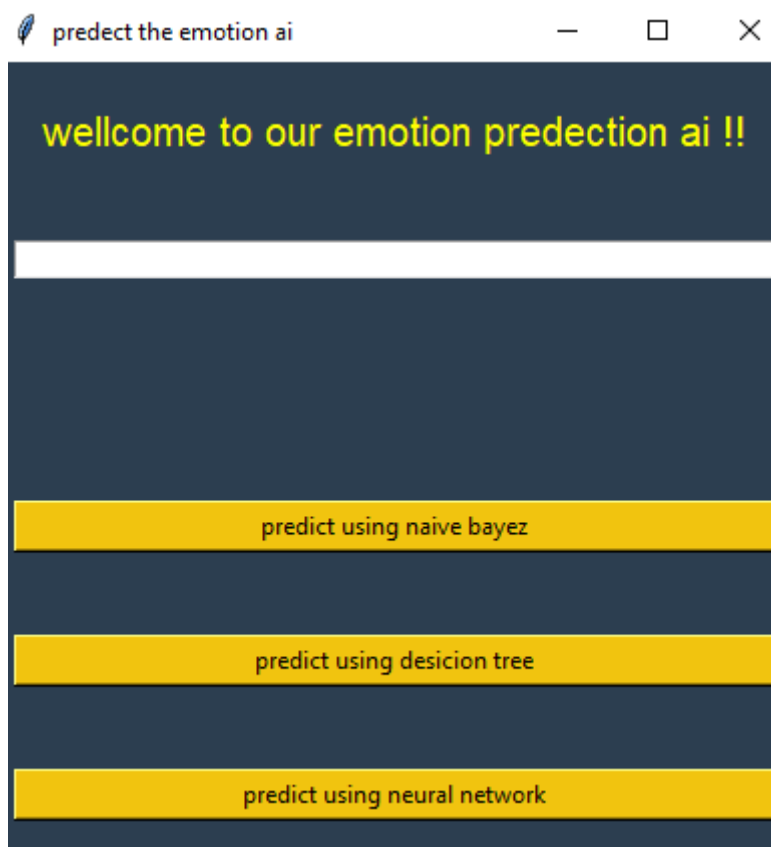 predect the emotion ai
wellcome to our emotion predection ai !!
predict using naive bayez
predict using desicion tree
predict using neural network